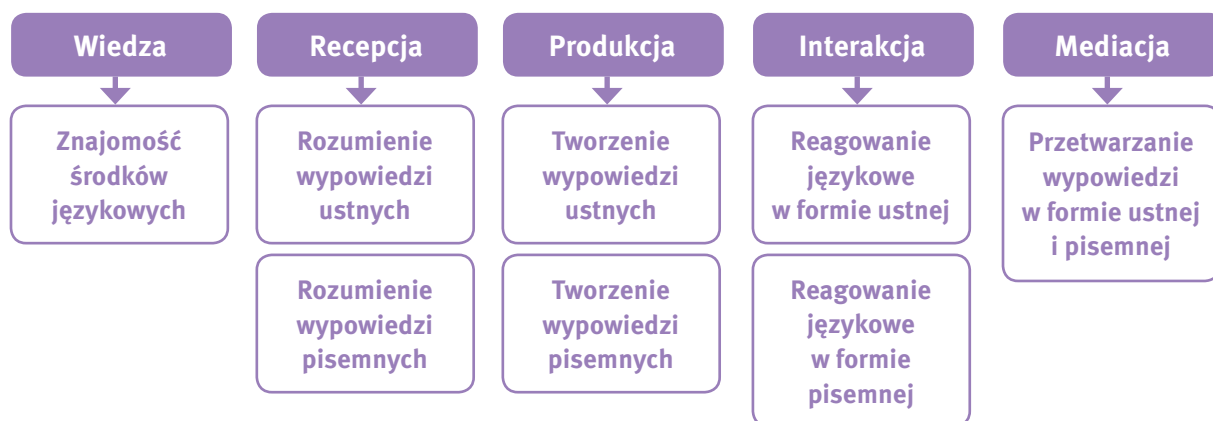 Wiedza
Znajomość
środków
językowych
Recepcja
Rozumienie
wypowiedzi
ustnych
Rozumienie
wypowiedzi
pisemnych
Produkcja
Tworzenie
wypowiedzi
ustnych
Tworzenie
wypowiedzi
pisemnych
Interakcja
Reagowanie
językowe
w formie ustnej
Reagowanie
językowe
w formie
pisemnej
Mediacja
Przetwarzanie
wypowiedzi
w formie ustnej
i pisemnej